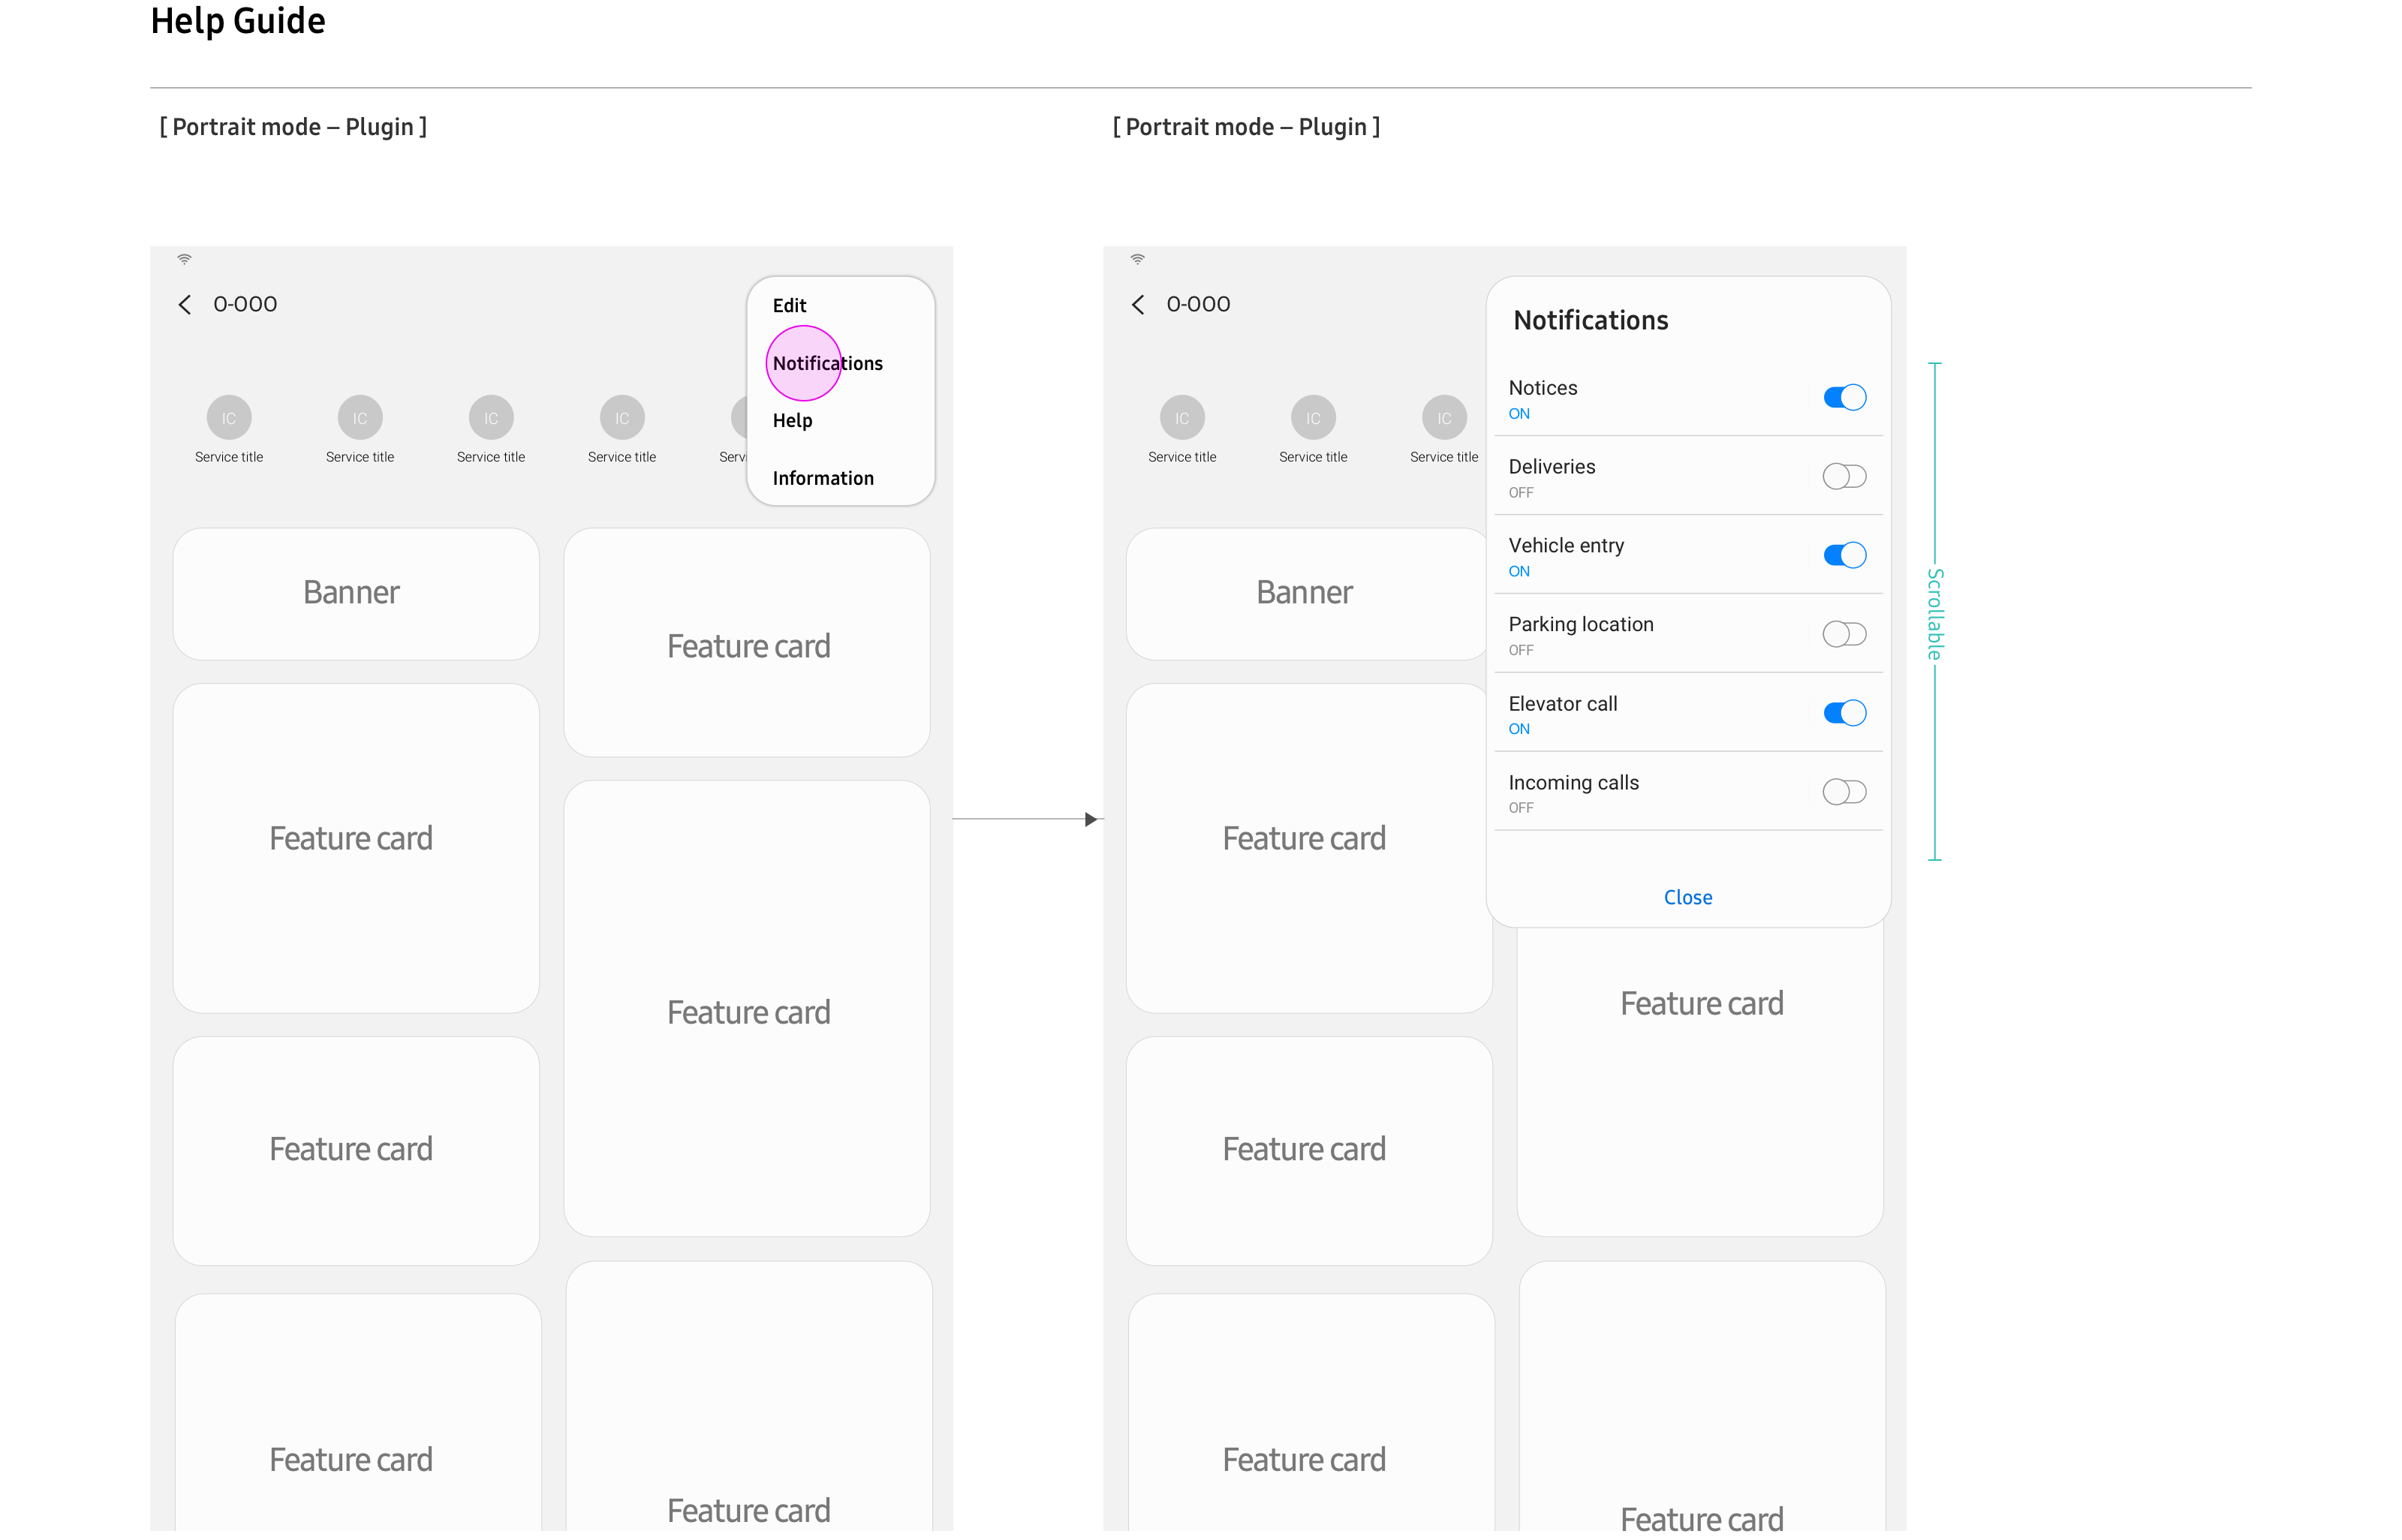 Help Guide
[ Portrait mode – Plugin ]
[ Portrait mode – Plugin ]
0-000
Edit
Notifications
Help
Information
IC
IC
IC
IC
Service title
Service title
Service title
Service title
Serv
Banner
Feature card
Feature card
Feature card
Feature card
Feature card
Feature card
0-000
IC
IC
IC
Service title
Service title
Service title
Banner
Feature card
Feature card
Feature card
Feature card
Feature card
Notifications
Notices
ON
Deliveries
OFF
Vehicle entry
ON
Parking location
OFF
Elevator call
ON
Incoming calls
OFF
Close
Scrollable